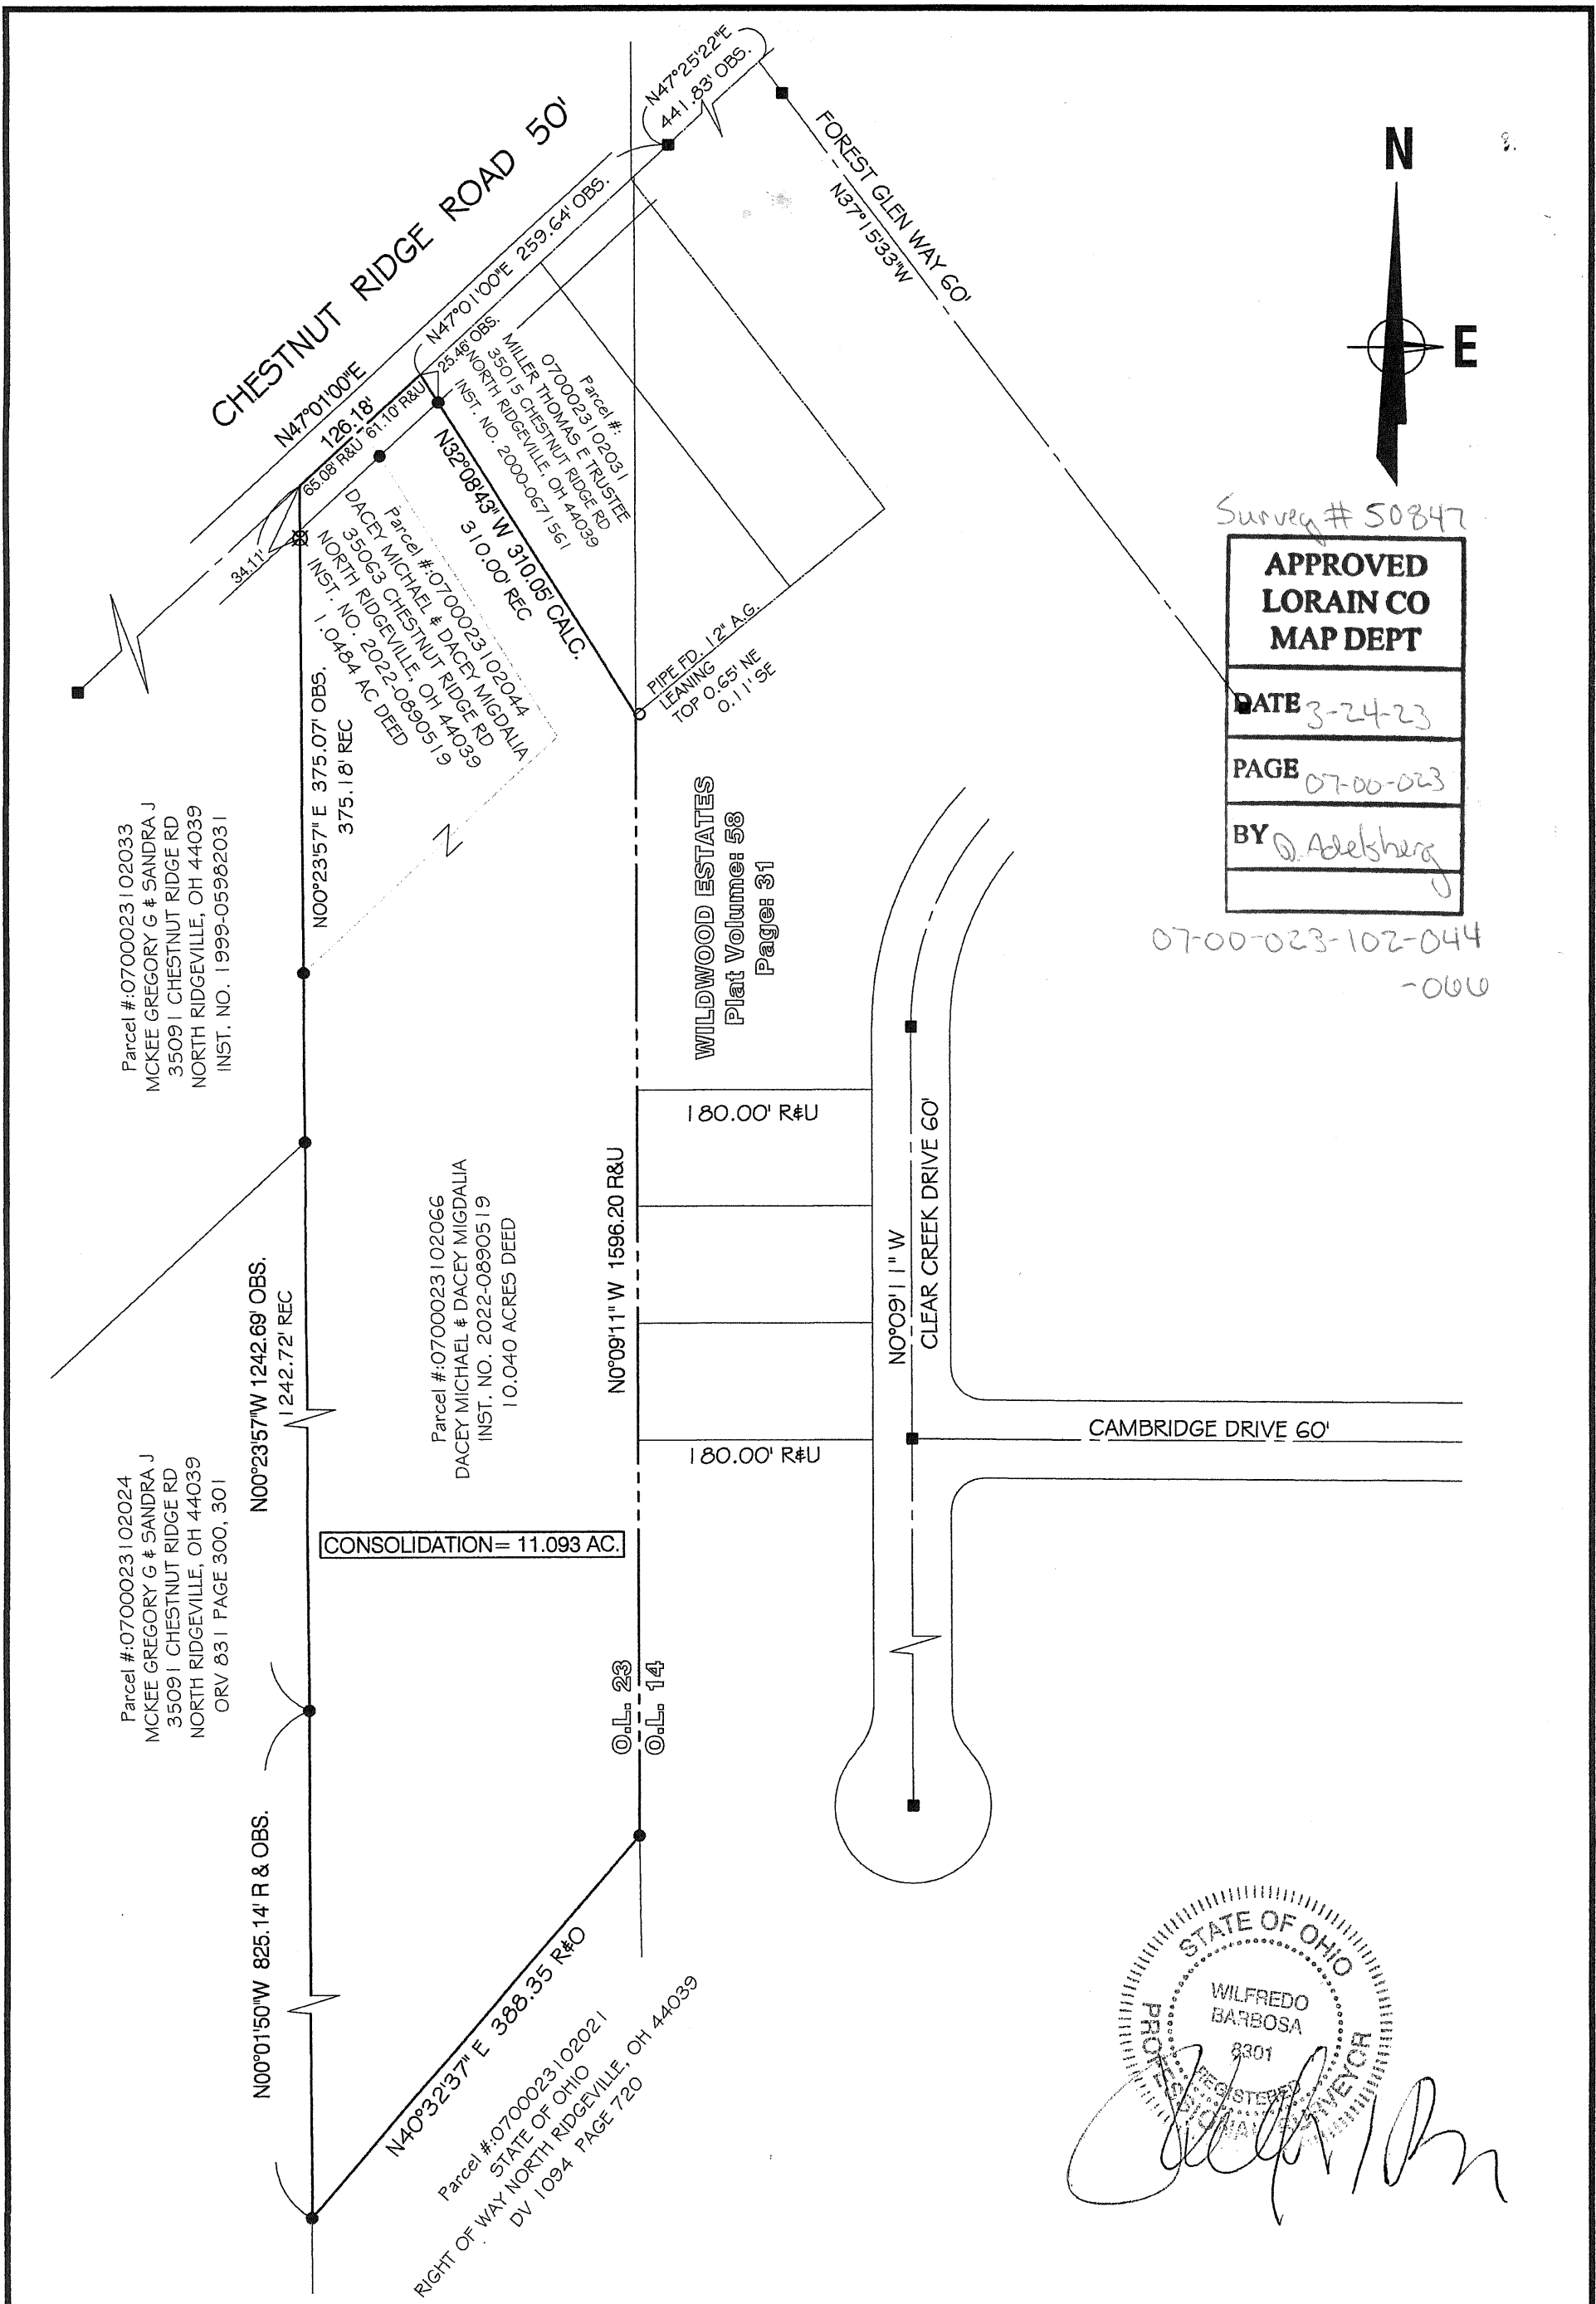 CHESTNUT RIDGE ROAD 50'
N47°25'22"E
441.83' OBS.
FOREST GLEN WAY 60'
N37°15'33"W
N
E
N47°01'00"E 259.64' OBS.
N47°01'00"E
126.18'
65.08' R&U
61.10' R&U
25.46' OBS.
34.11'
Parcel #:
0700023102031
MILLER THOMAS E TRUSTEE
35015 CHESTNUT RIDGE RD
NORTH RIDGEVILLE, OH 44039
INST. NO. 2000-0671561
N32°08'43" W 310.05' CALC.
310.00' REC
Parcel #:0700023102044
DACEY MICHAEL & DACEY MIGDALIA
35063 CHESTNUT RIDGE RD
NORTH RIDGEVILLE, OH 44039
INST. NO. 2022-0890519
1.0484 AC DEED
PIPE FD. 12" A.G.
LEANING
TOP 0.65' NE
0.11' SE
Survey # 50847
APPROVED
LORAIN CO
MAP DEPT
DATE 3-24-23
PAGE 07-00-023
BY D. Adelsberg
07-00-023-102-044
-066
N00°23'57" E 375.07' OBS.
375.18' REC
Z
Parcel #:0700023102033
MCKEE GREGORY G & SANDRA J
35091 CHESTNUT RIDGE RD
NORTH RIDGEVILLE, OH 44039
INST. NO. 1999-05982031
WILDWOOD ESTATES
Plat Volume: 58
Page: 31
180.00' R&U
N0°09'11" W 1596.20 R&U
Parcel #:0700023102066
DACEY MICHAEL & DACEY MIGDALIA
INST. NO. 2022-0890519
10.040 ACRES DEED
N0°09'11" W
CLEAR CREEK DRIVE 60'
CAMBRIDGE DRIVE 60'
180.00' R&U
N00°23'57"W 1242.69' OBS.
1242.72' REC
Parcel #:0700023102024
MCKEE GREGORY G & SANDRA J
35091 CHESTNUT RIDGE RD
NORTH RIDGEVILLE, OH 44039
ORV 831 PAGE 300, 301
CONSOLIDATION= 11.093 AC.
O.L. 23
O.L. 14
N00°01'50"W 825.14' R & OBS.
N40°32'37" E 388.35 R&O
Parcel #:0700023102021
STATE OF OHIO
RIGHT OF WAY NORTH RIDGEVILLE, OH 44039
DV 1094 PAGE 720
STATE OF OHIO
WILFREDO
BARBOSA
8301
REGISTERED
PROFESSIONAL SURVEYOR